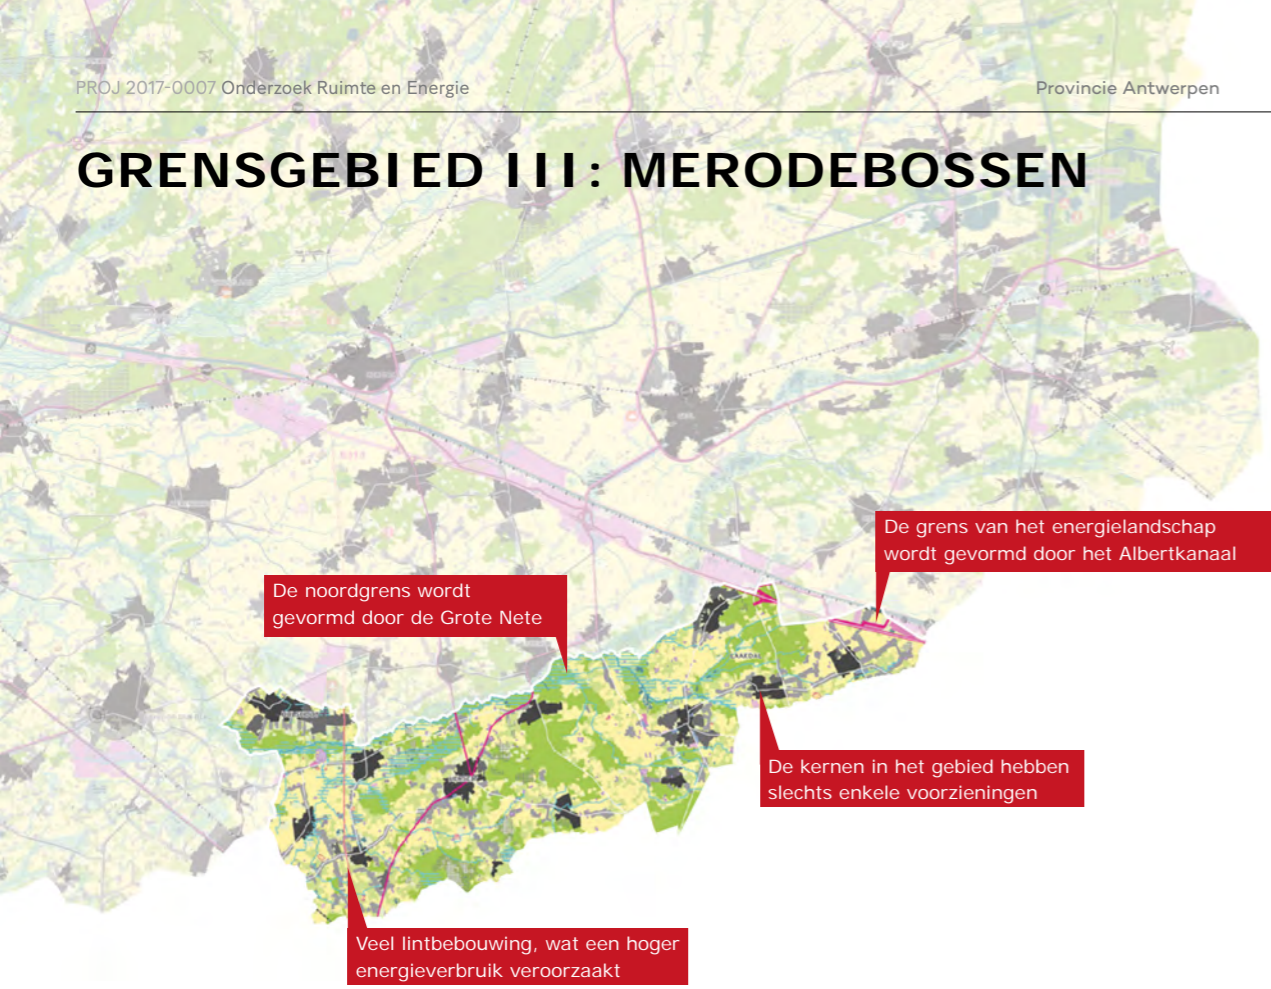 PROJ 2017-0007 Onderzoek Ruimte en Energie
Provincie Antwerpen
GRENSGEBIED III: MERODEBOSSEN
De grens van het energielandschap
wordt gevormd door het Albertkanaal
De noordgrens wordt
gevormd door de Grote Nete
De kernen in het gebied hebben
slechts enkele voorzieningen
Veel lintbebouwing, wat een hoger
energieverbruik veroorzaakt